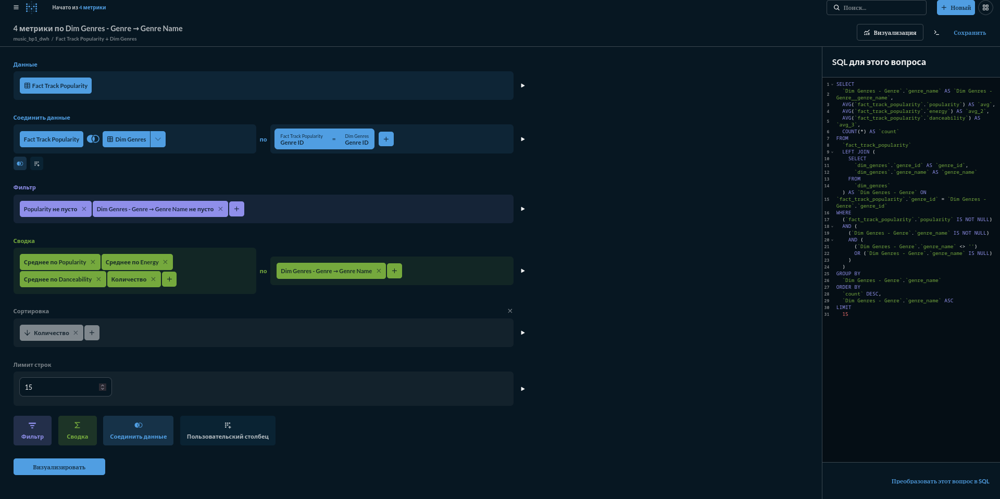 Начато из 4 метрики
Поиск...
Новый
4 метрики по Dim Genres - Genre → Genre Name
music_bp1_dwh / Fact Track Popularity + Dim Genres
Визуализация
Сохранить
Данные
Fact Track Popularity
Соединить данные
Fact Track Popularity
Dim Genres
по
Fact Track Popularity
Genre ID
=
Dim Genres
Genre ID
Фильтр
Popularity не пусто
Dim Genres - Genre → Genre Name не пусто
Сводка
Среднее по Popularity
Среднее по Energy
Среднее по Danceability
Количество
по
Dim Genres - Genre → Genre Name
Сортировка
Количество
Лимит строк
15
Фильтр
Сводка
Соединить данные
Пользовательский столбец
Визуализировать
SQL для этого вопроса
1 SELECT
2 `Dim Genres - Genre`.`genre_name` AS `Dim Genres -
Genre__genre_name`,
3 AVG(`fact_track_popularity`.`popularity`) AS `avg`,
4 AVG(`fact_track_popularity`.`energy`) AS `avg_2`,
5 AVG(`fact_track_popularity`.`danceability`) AS
`avg_3`,
6 COUNT(*) AS `count`
7 FROM
8 `fact_track_popularity`
9 LEFT JOIN (
10 SELECT
11 `dim_genres`.`genre_id` AS `genre_id`,
12 `dim_genres`.`genre_name` AS `genre_name`
13 FROM
14 `dim_genres`
15 ) AS `Dim Genres - Genre` ON
`fact_track_popularity`.`genre_id` = `Dim Genres -
Genre`.`genre_id`
16 WHERE
17 (`fact_track_popularity`.`popularity` IS NOT NULL)
18 AND (
19 (`Dim Genres - Genre`.`genre_name` IS NOT NULL)
20 AND (
21 (`Dim Genres - Genre`.`genre_name` <> '')
22 OR (`Dim Genres - Genre`.`genre_name` IS NULL)
23 )
24 )
25 GROUP BY
26 `Dim Genres - Genre`.`genre_name`
27 ORDER BY
28 `count` DESC,
29 `Dim Genres - Genre`.`genre_name` ASC
30 LIMIT
31 15
Преобразовать этот вопрос в SQL